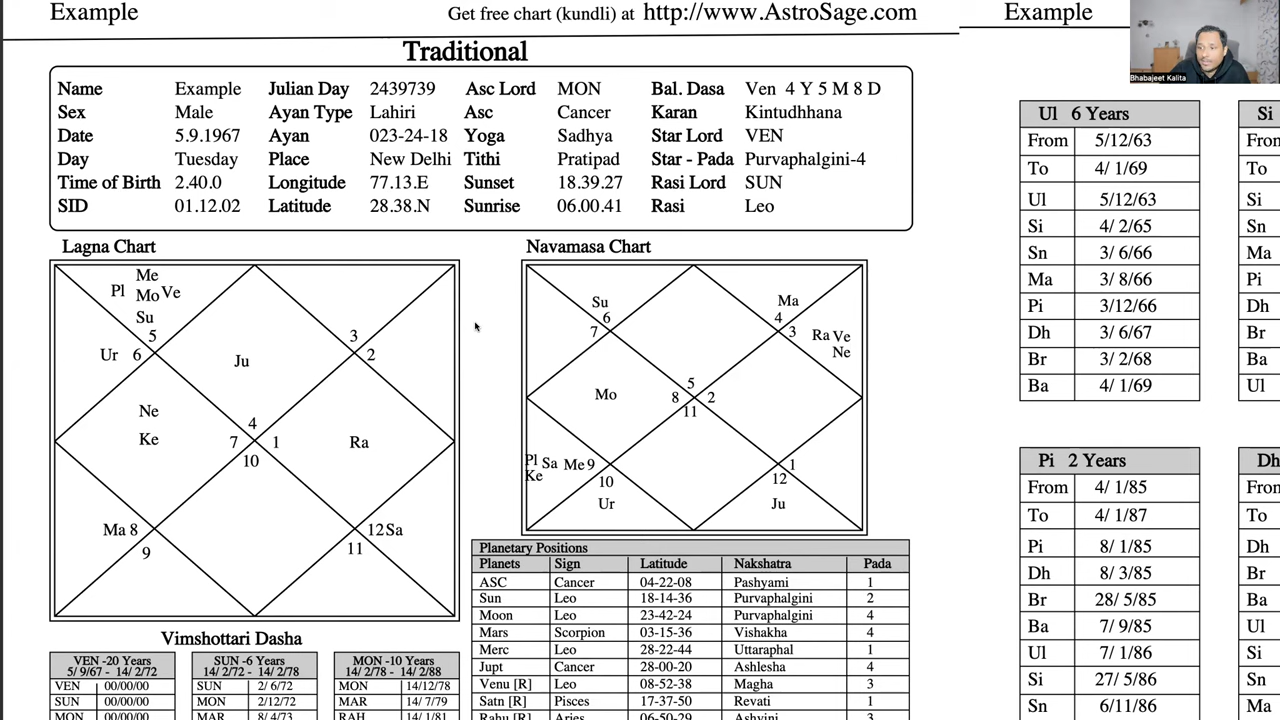 Example Get free chart (kundli) at http://www.AstroSage.com
Traditional
Name Example Julian Day 2439739 Asc Lord MON Bal. Dasa Ven 4 Y 5 M 8 D
Sex Male Ayan Type Lahiri Asc Cancer Karan Kintudhhana
Date 5.9.1967 Ayan 023-24-18 Yoga Sadhya Star Lord VEN
Day Tuesday Place New Delhi Tithi Pratipad Star - Pada Purvaphalgini-4
Time of Birth 2.40.0 Longitude 77.13.E Sunset 18.39.27 Rasi Lord SUN
SID 01.12.02 Latitude 28.38.N Sunrise 06.00.41 Rasi Leo
Lagna Chart
Me
Pl Mo Ve
Su
5
3
Ur 6
2
Ju
Ne
Ke
4
7 1
10
Ra
Ma 8
9
12 Sa
11
Navamasa Chart
Su
6
7
Ma
4
3 Ra Ve
Ne
Mo
5
8 2
11
Pl Sa Me 9
Ke
10
Ur
1
12
Ju
Planetary Positions
Planets Sign Latitude Nakshatra Pada
ASC Cancer 04-22-08 Pashyami 1
Sun Leo 18-14-36 Purvaphalgini 2
Moon Leo 23-42-24 Purvaphalgini 4
Mars Scorpion 03-15-36 Vishakha 4
Merc Leo 28-22-44 Uttaraphal 1
Jupt Cancer 28-00-20 Ashlesha 4
Venu [R] Leo 08-52-38 Magha 3
Satn [R] Pisces 17-37-50 Revati 1
Rahu [R] Aries 06-50-29 Ashvini 3
Vimshottari Dasha
VEN -20 Years
5/ 9/67 - 14/ 2/72
VEN 00/00/00
SUN 00/00/00
MON 00/00/00
SUN -6 Years
14/ 2/72 - 14/ 2/78
SUN 2/ 6/72
MON 2/12/72
MAR 8/ 4/73
MON -10 Years
14/ 2/78 - 14/ 2/88
MON 14/12/78
MAR 14/ 7/79
RAH 14/ 1/81
Example
Bhabajeet Kalita
Ul 6 Years
From 5/12/63
To 4/ 1/69
Ul 5/12/63
Si 4/ 2/65
Sn 3/ 6/66
Ma 3/ 8/66
Pi 3/12/66
Dh 3/ 6/67
Br 3/ 2/68
Ba 4/ 1/69
Si
From
To
Si
Sn
Ma
Pi
Dh
Br
Ba
Ul
Pi 2 Years
From 4/ 1/85
To 4/ 1/87
Pi 8/ 1/85
Dh 8/ 3/85
Br 28/ 5/85
Ba 7/ 9/85
Ul 7/ 1/86
Si 27/ 5/86
Sn 6/11/86
Dh
From
To
Dh
Br
Ba
Ul
Si
Sn
Ma